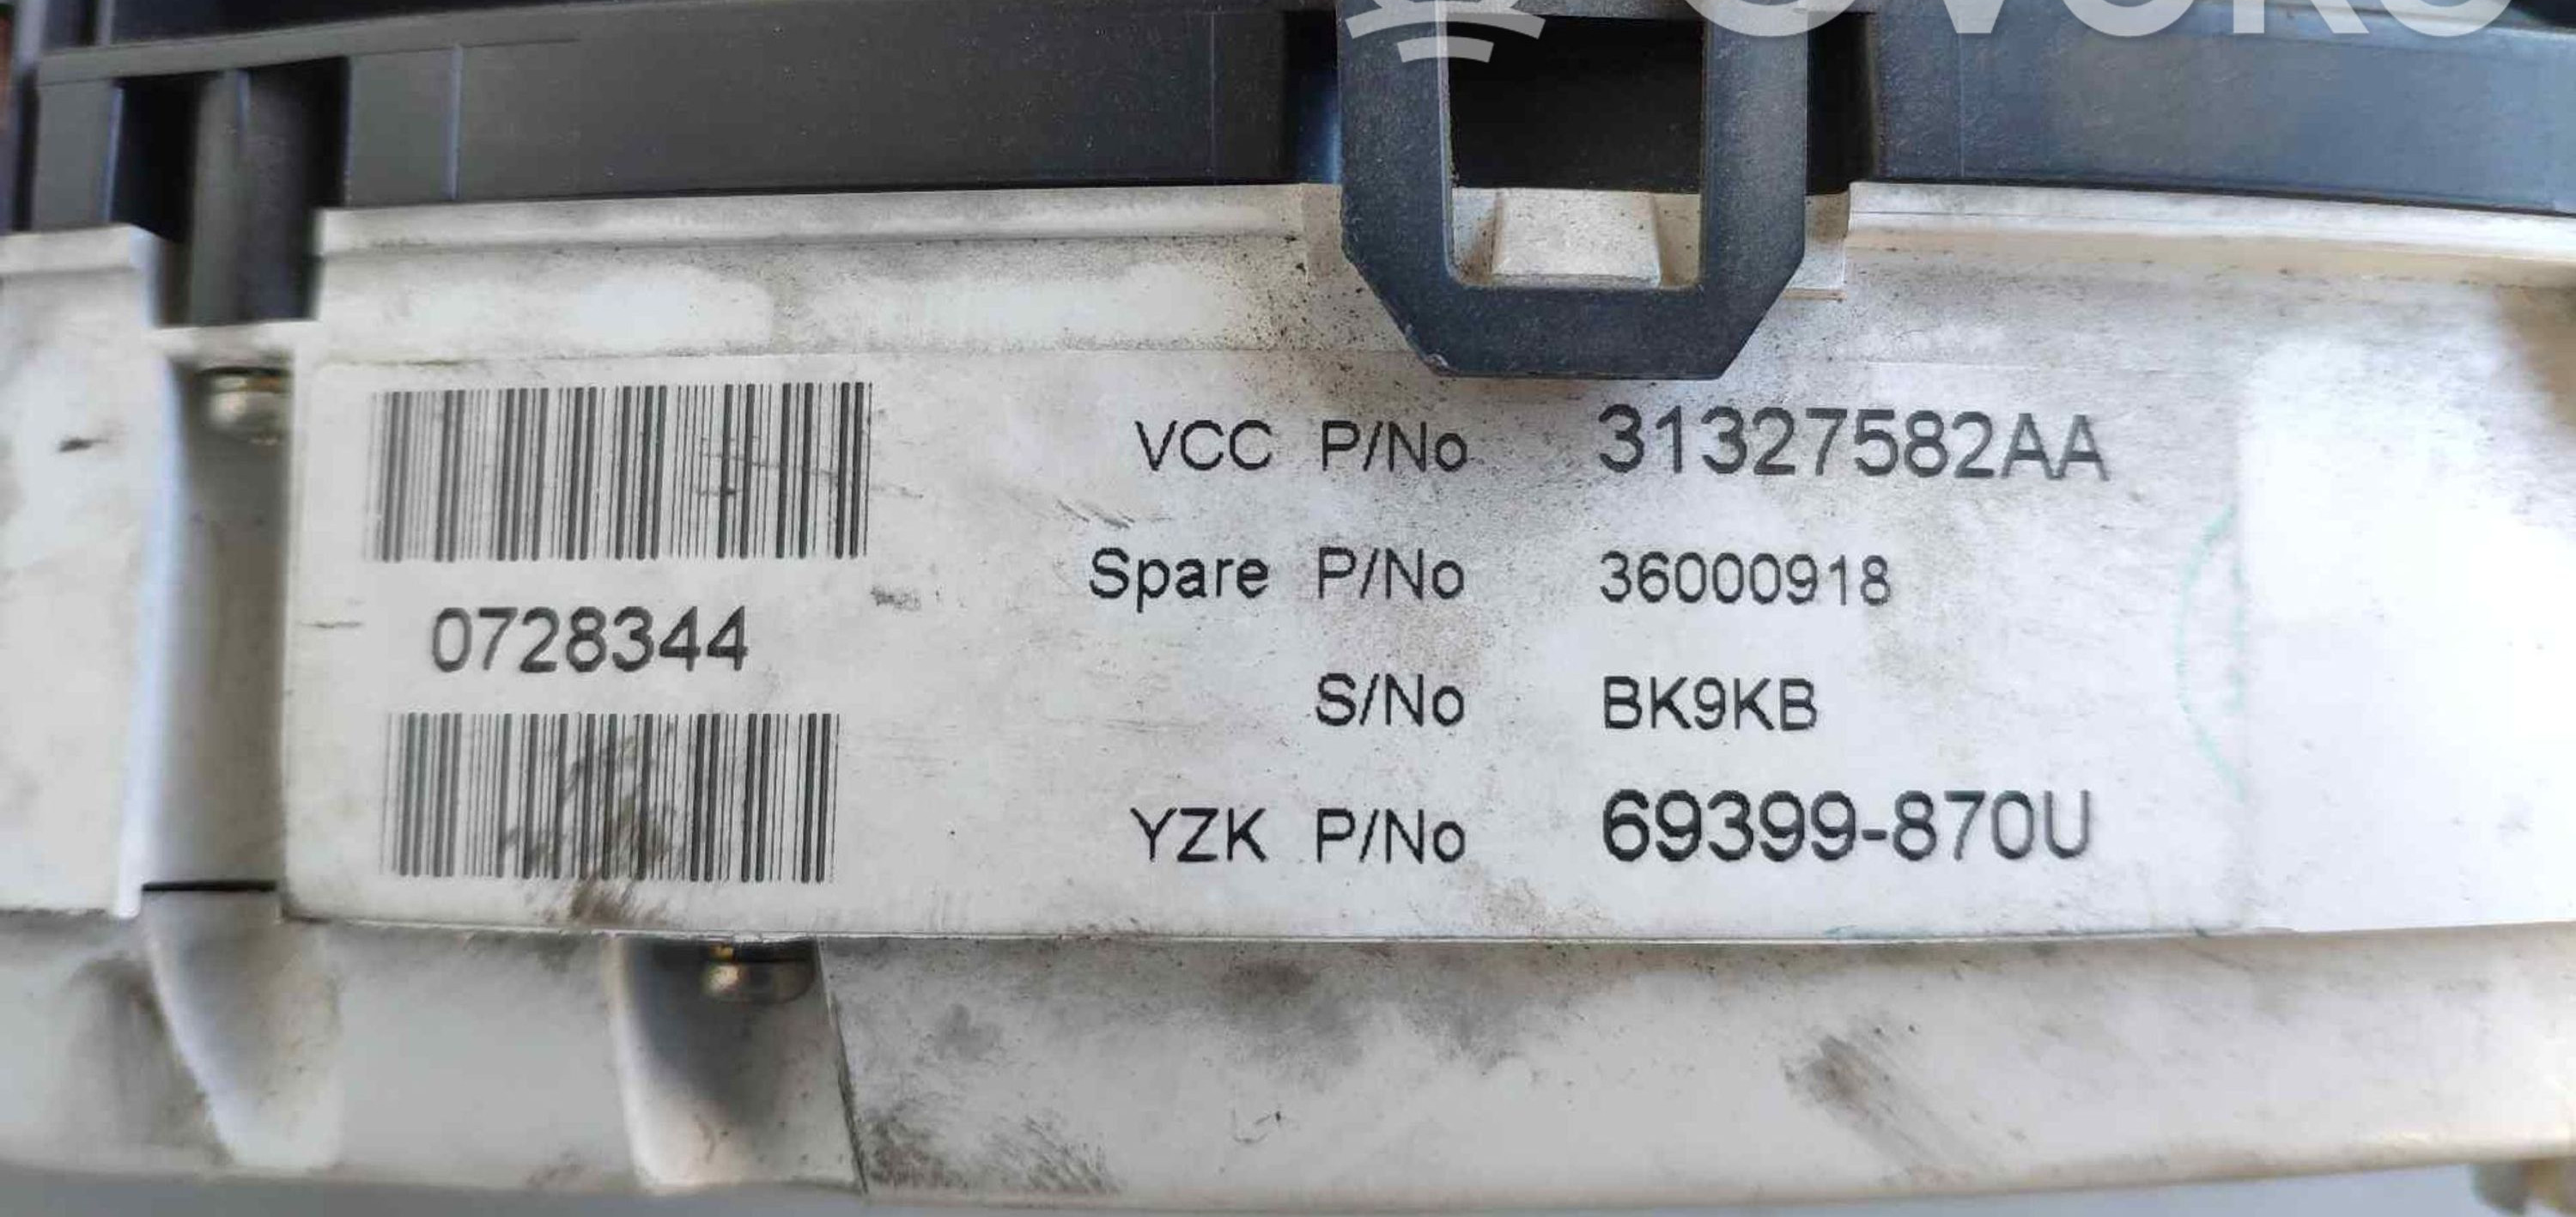 VCC P/No 31327582AA
Spare P/No 36000918
0728344
S/No BK9KB
YZK P/No 69399-870U